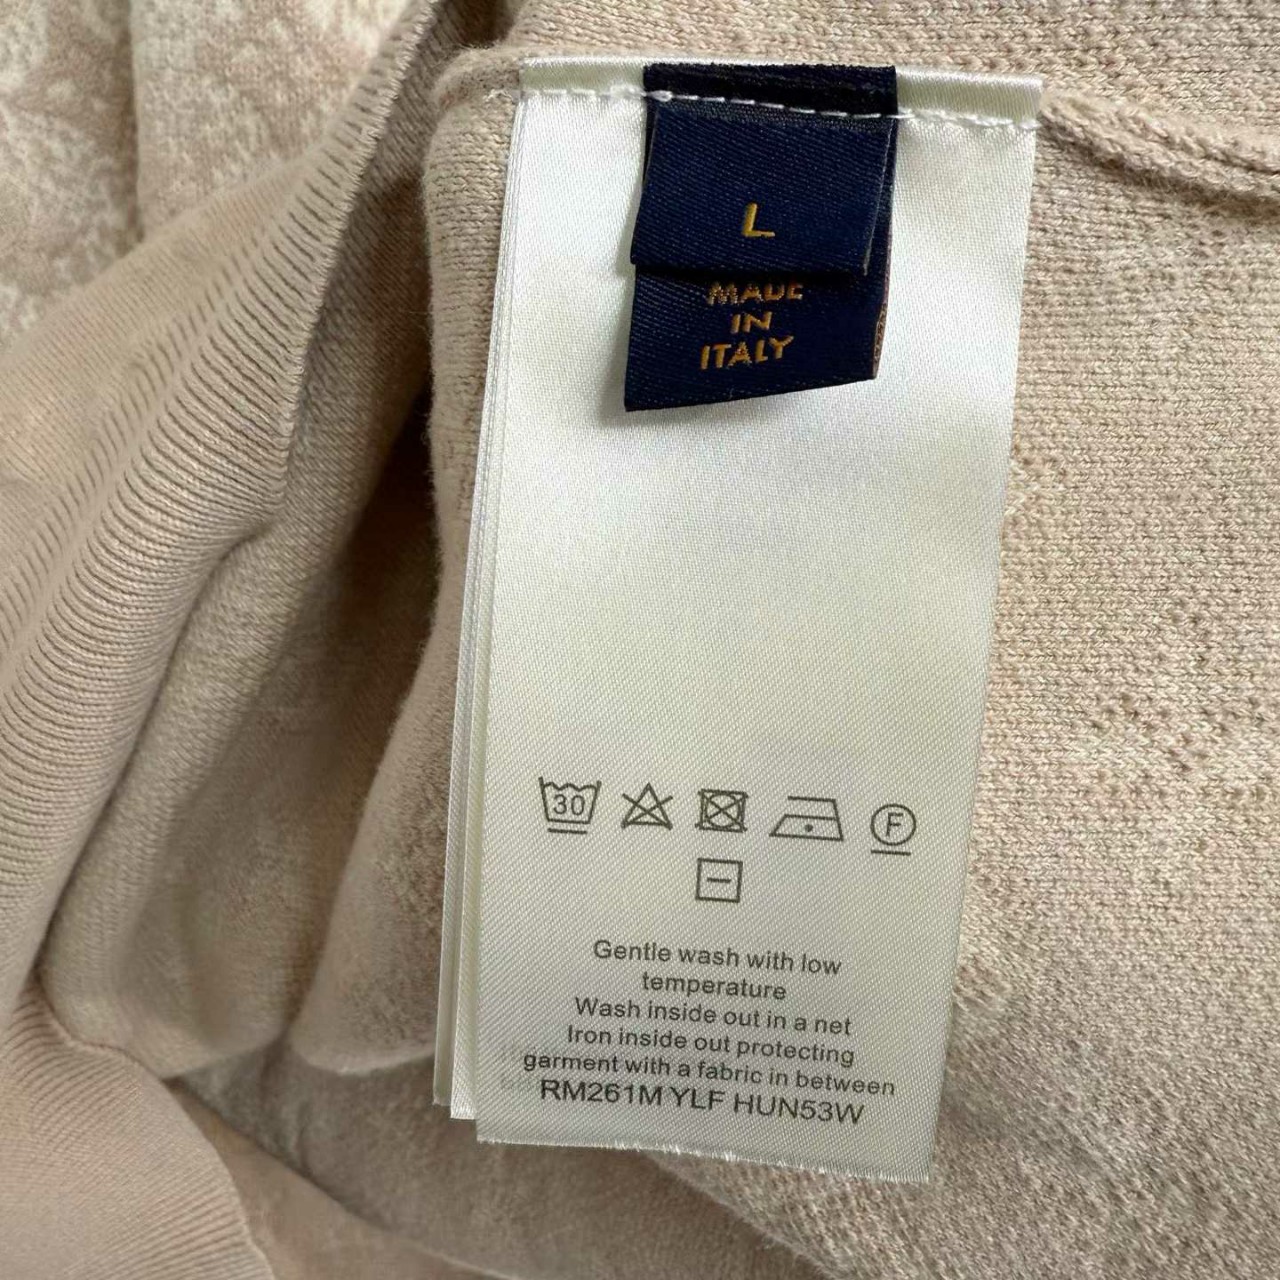 L
MADE
IN
ITALY
30
F
Gentle wash with low
temperature
Wash inside out in a net
Iron inside out protecting
garment with a fabric in between
RM261M YLF HUN53W